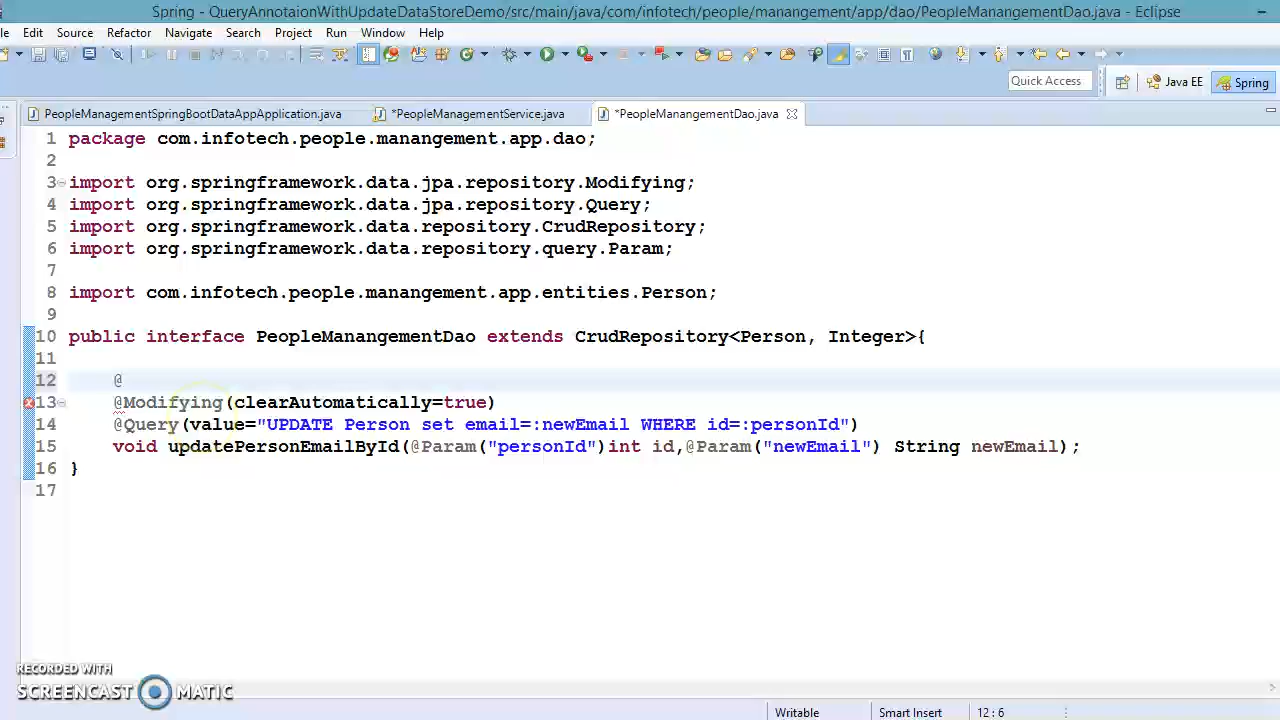 Spring - QueryAnnotaionWithUpdateDataStoreDemo/src/main/java/com/infotech/people/manangement/app/dao/PeopleManangementDao.java - Eclipse
le Edit Source Refactor Navigate Search Project Run Window Help
Quick Access Java EE Spring
PeopleManagementSpringBootDataAppApplication.java *PeopleManagementService.java *PeopleManangementDao.java
1 package com.infotech.people.manangement.app.dao;
2
3 import org.springframework.data.jpa.repository.Modifying;
4 import org.springframework.data.jpa.repository.Query;
5 import org.springframework.data.repository.CrudRepository;
6 import org.springframework.data.repository.query.Param;
7
8 import com.infotech.people.manangement.app.entities.Person;
9
10 public interface PeopleManangementDao extends CrudRepository<Person, Integer>{
11
12 @
13 @Modifying(clearAutomatically=true)
14 @Query(value="UPDATE Person set email=:newEmail WHERE id=:personId")
15 void updatePersonEmailById(@Param("personId")int id,@Param("newEmail") String newEmail);
16 }
17
RECORDED WITH
SCREENCAST MATIC
Writable Smart Insert 12 : 6